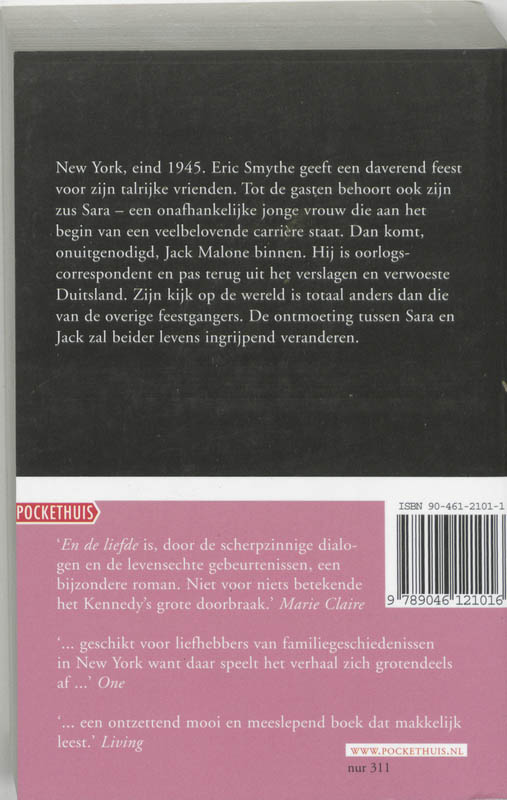 New York, eind 1945. Eric Smythe geeft een daverend feest
voor zijn talrijke vrienden. Tot de gasten behoort ook zijn
zus Sara – een onafhankelijke jonge vrouw die aan het
begin van een veelbelovende carrière staat. Dan komt,
onuitgenodigd, Jack Malone binnen. Hij is oorlogs-
correspondent en pas terug uit het verslagen en verwoeste
Duitsland. Zijn kijk op de wereld is totaal anders dan die
van de overige feestgangers. De ontmoeting tussen Sara en
Jack zal beider levens ingrijpend veranderen.
POCKETHUIS
ISBN 90-461-2101-1
9 789046 121016
‘En de liefde is, door de scherpzinnige dialo-
gen en de levensechte gebeurtenissen, een
bijzondere roman. Niet voor niets betekende
het Kennedy’s grote doorbraak.’ Marie Claire
‘... geschikt voor liefhebbers van familiegeschiedenissen
in New York want daar speelt het verhaal zich grotendeels
af ...’ One
‘... een ontzettend mooi en meeslepend boek dat makkelijk
leest.’ Living
WWW.POCKETHUIS.NL
nur 311